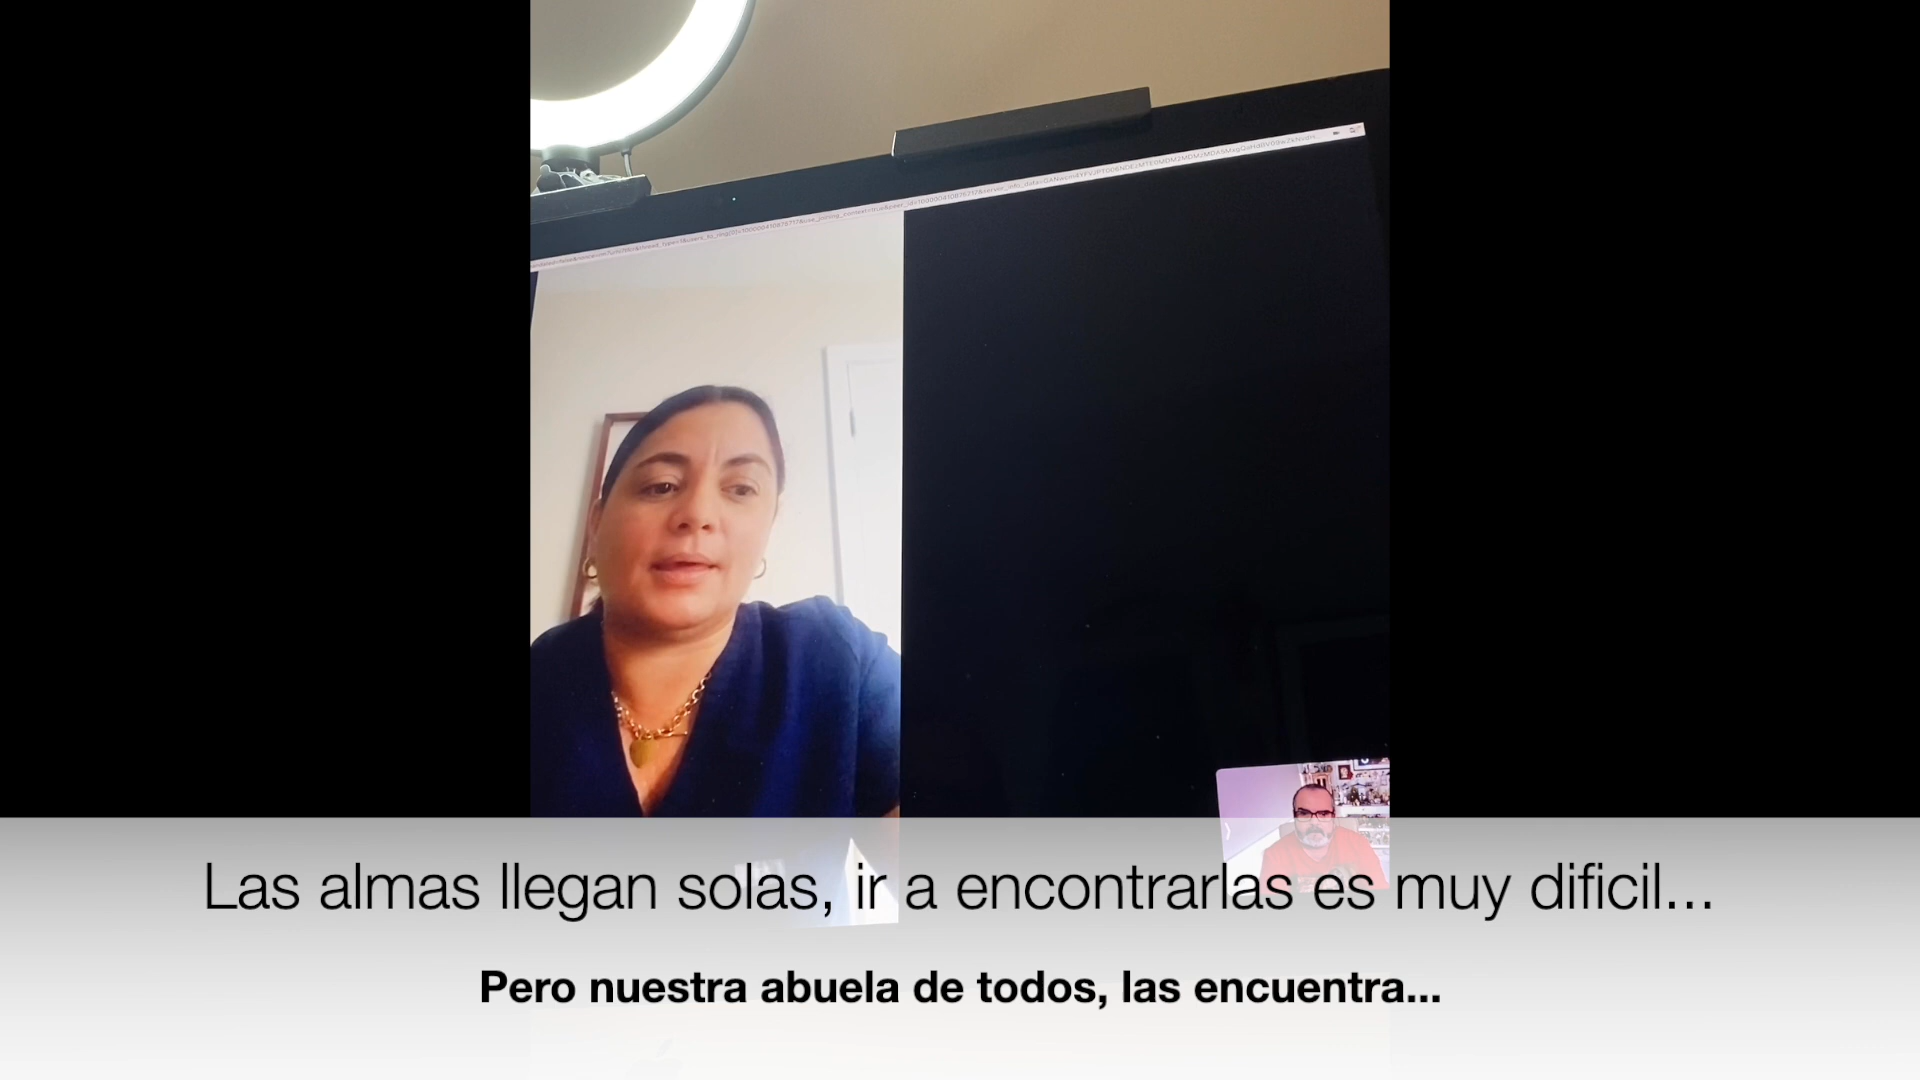 Las almas llegan solas, ir a encontrarlas es muy dificil...
Pero nuestra abuela de todos, las encuentra...